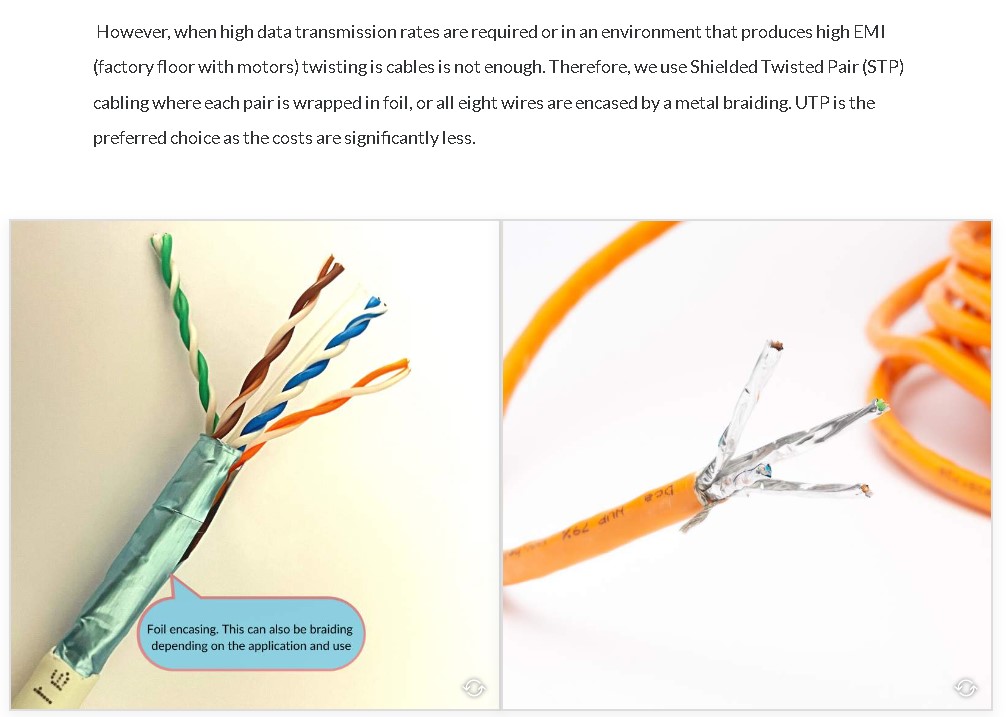 However, when high data transmission rates are required or in an environment that produces high EMI
(factory floor with motors) twisting is cables is not enough. Therefore, we use Shielded Twisted Pair (STP)
cabling where each pair is wrapped in foil, or all eight wires are encased by a metal braiding. UTP is the
preferred choice as the costs are significantly less.
Foil encasing. This can also be braiding
depending on the application and use